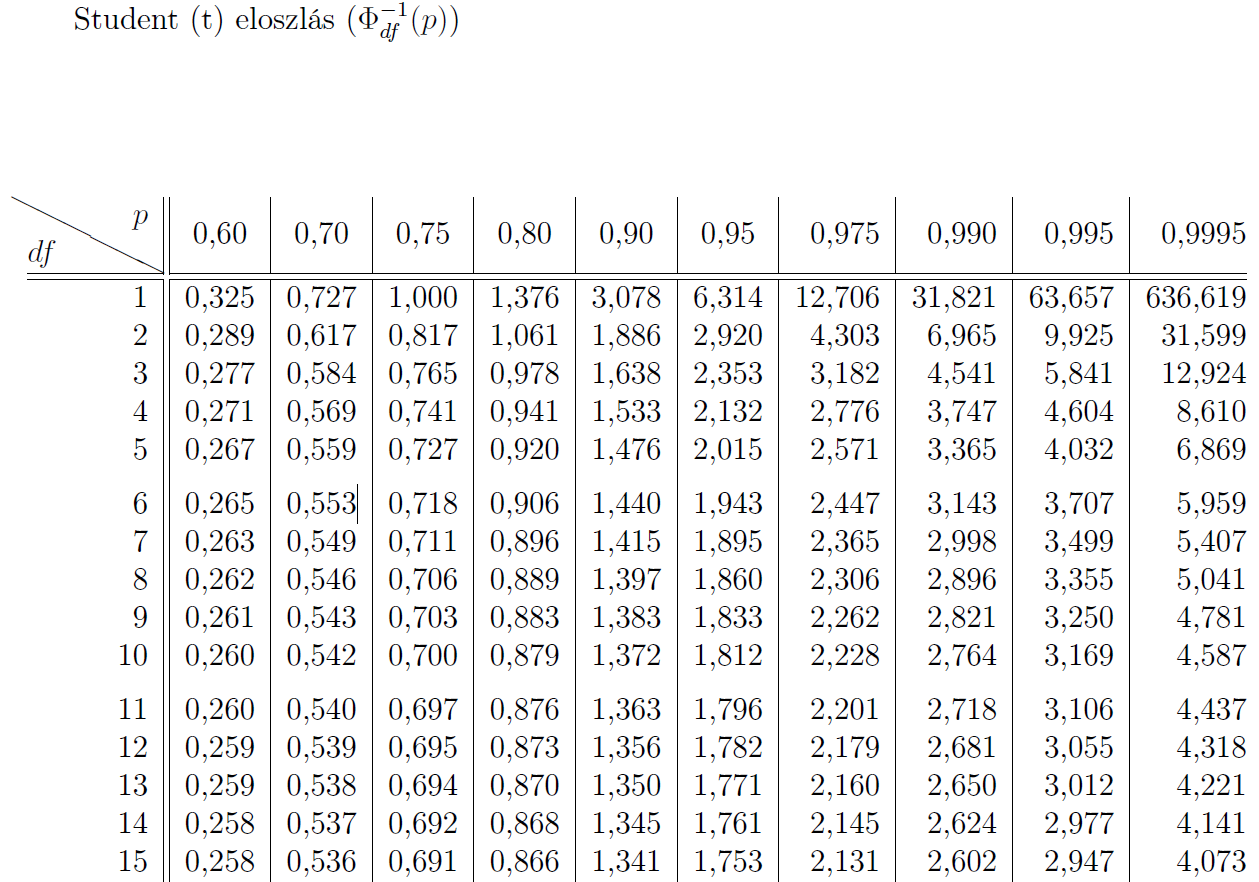 Student (t) eloszlás (Φ⁻¹df(p))
p
df
0,60 0,70 0,75 0,80 0,90 0,95 0,975 0,990 0,995 0,9995
1 0,325 0,727 1,000 1,376 3,078 6,314 12,706 31,821 63,657 636,619
2 0,289 0,617 0,817 1,061 1,886 2,920 4,303 6,965 9,925 31,599
3 0,277 0,584 0,765 0,978 1,638 2,353 3,182 4,541 5,841 12,924
4 0,271 0,569 0,741 0,941 1,533 2,132 2,776 3,747 4,604 8,610
5 0,267 0,559 0,727 0,920 1,476 2,015 2,571 3,365 4,032 6,869
6 0,265 0,553 0,718 0,906 1,440 1,943 2,447 3,143 3,707 5,959
7 0,263 0,549 0,711 0,896 1,415 1,895 2,365 2,998 3,499 5,407
8 0,262 0,546 0,706 0,889 1,397 1,860 2,306 2,896 3,355 5,041
9 0,261 0,543 0,703 0,883 1,383 1,833 2,262 2,821 3,250 4,781
10 0,260 0,542 0,700 0,879 1,372 1,812 2,228 2,764 3,169 4,587
11 0,260 0,540 0,697 0,876 1,363 1,796 2,201 2,718 3,106 4,437
12 0,259 0,539 0,695 0,873 1,356 1,782 2,179 2,681 3,055 4,318
13 0,259 0,538 0,694 0,870 1,350 1,771 2,160 2,650 3,012 4,221
14 0,258 0,537 0,692 0,868 1,345 1,761 2,145 2,624 2,977 4,141
15 0,258 0,536 0,691 0,866 1,341 1,753 2,131 2,602 2,947 4,073